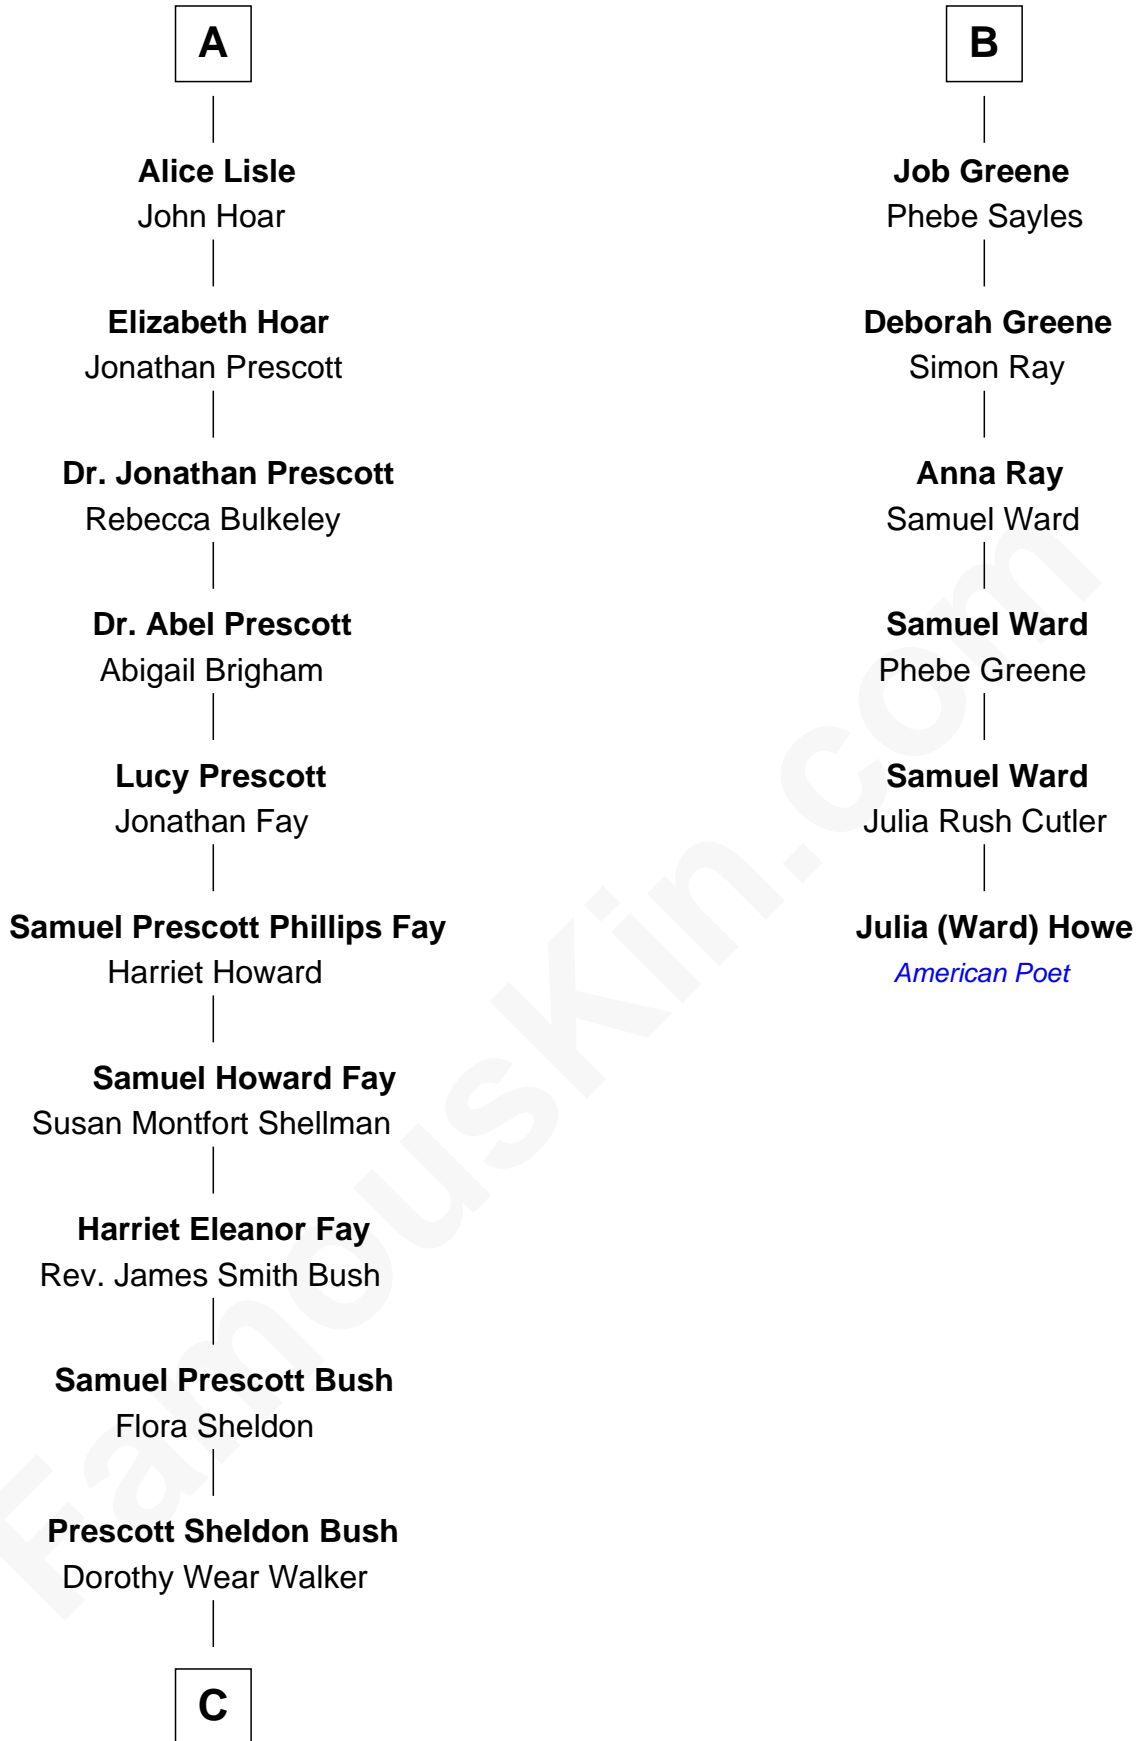 A
Alice Lisle
John Hoar
Elizabeth Hoar
Jonathan Prescott
Dr. Jonathan Prescott
Rebecca Bulkeley
Dr. Abel Prescott
Abigail Brigham
Lucy Prescott
Jonathan Fay
Samuel Prescott Phillips Fay
Harriet Howard
Samuel Howard Fay
Susan Montfort Shellman
Harriet Eleanor Fay
Rev. James Smith Bush
Samuel Prescott Bush
Flora Sheldon
Prescott Sheldon Bush
Dorothy Wear Walker
C
B
Job Greene
Phebe Sayles
Deborah Greene
Simon Ray
Anna Ray
Samuel Ward
Samuel Ward
Phebe Greene
Samuel Ward
Julia Rush Cutler
Julia (Ward) Howe
American Poet
FamousKin.com